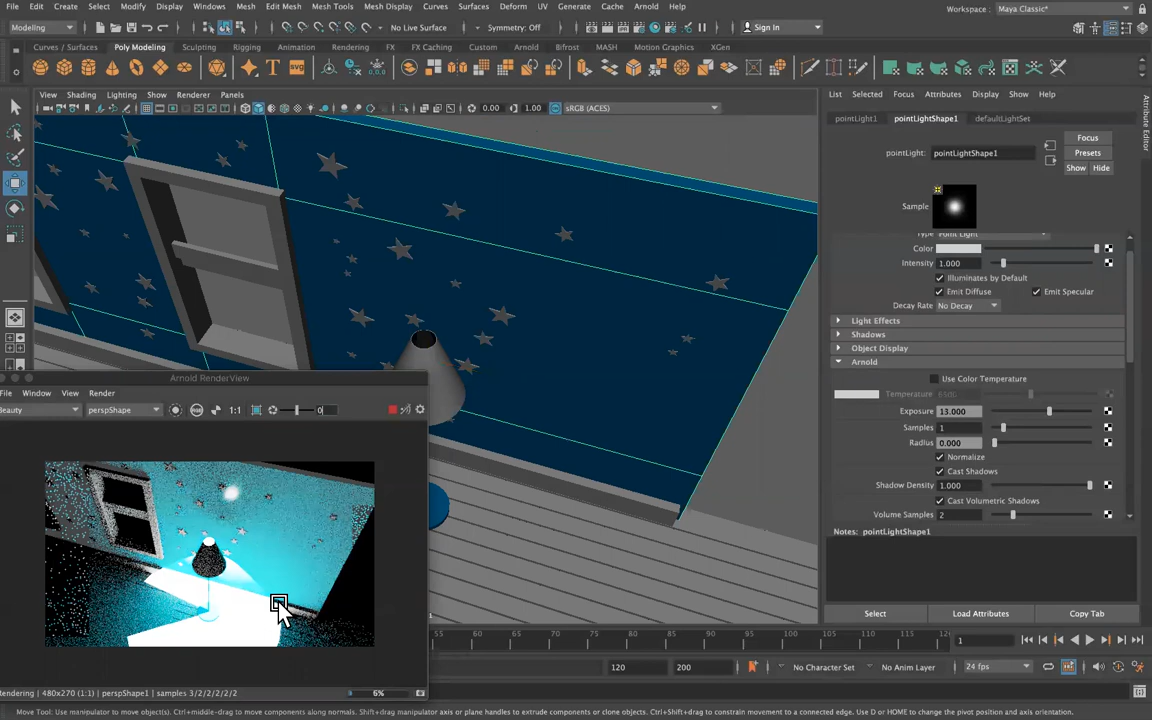 File Edit Create Select Modify Display Windows Mesh Edit Mesh Mesh Tools Mesh Display Curves Surfaces Deform UV Generate Cache Arnold Help
Workspace : Maya Classic*
Modeling
No Live Surface
Symmetry: Off
Sign In
Curves / Surfaces Poly Modeling Sculpting Rigging Animation Rendering FX FX Caching Custom Arnold Bifrost MASH Motion Graphics XGen
SVG
View Shading Lighting Show Renderer Panels
0.00 1.00 sRGB (ACES)
List Selected Focus Attributes Display Show Help
Attribute Editor
pointLight1 pointLightShape1 defaultLightSet
pointLight: pointLightShape1
Focus
Presets
Show Hide
Sample
Type Point Light
Color
Intensity 1.000
Illuminates by Default
Emit Diffuse Emit Specular
Decay Rate No Decay
Light Effects
Shadows
Object Display
Arnold
Use Color Temperature
Temperature 6500
Exposure 13.000
Samples 1
Radius 0.000
Normalize
Cast Shadows
Shadow Density 1.000
Cast Volumetric Shadows
Volume Samples 2
Notes: pointLightShape1
Select Load Attributes Copy Tab
Arnold RenderView
File Window View Render
Beauty perspShape 1:1 0
Rendering | 480x270 (1:1) | perspShape1 | samples 3/2/2/2/2/2
6%
55 60 65 70 75 80 85 90 95 100 105 110 115 120
1
120 200 No Character Set No Anim Layer 24 fps
Move Tool: Use manipulator to move object(s). Ctrl+middle-drag to move components along normals. Shift+drag manipulator axis or plane handles to extrude components or clone objects. Ctrl+Shift+drag to constrain movement to a connected edge. Use D or HOME to change the pivot position and axis orientation.